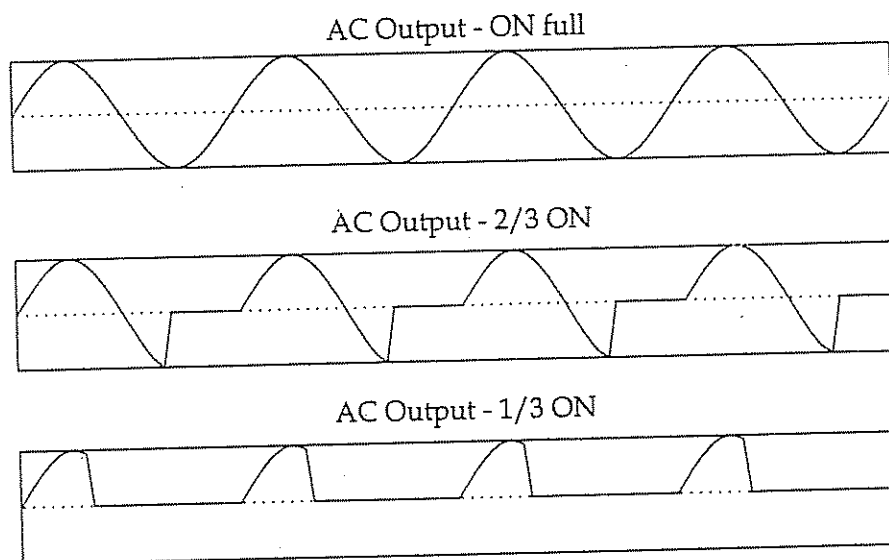 AC Output - ON full
AC Output - 2/3 ON
AC Output - 1/3 ON